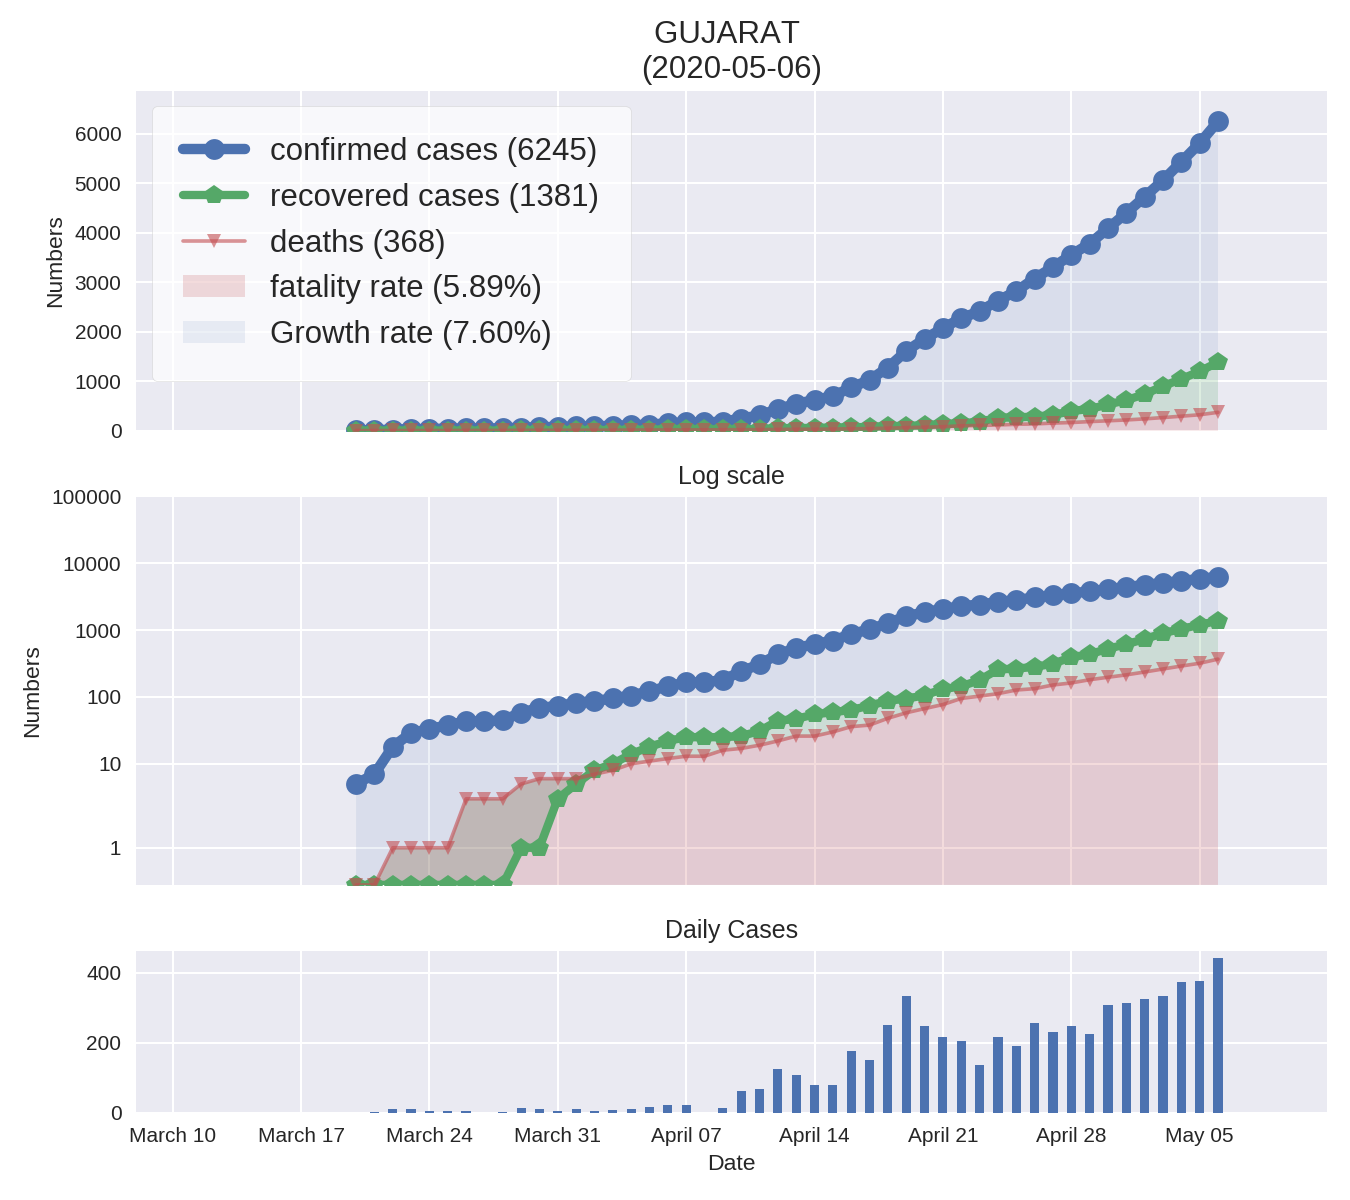 GUJARAT
(2020-05-06)
6000
5000
4000
3000
2000
1000
0
Numbers
confirmed cases (6245)
recovered cases (1381)
deaths (368)
fatality rate (5.89%)
Growth rate (7.60%)
Log scale
100000
10000
1000
100
10
1
Numbers
Daily Cases
400
200
0
March 10 March 17 March 24 March 31 April 07 April 14 April 21 April 28 May 05
Date